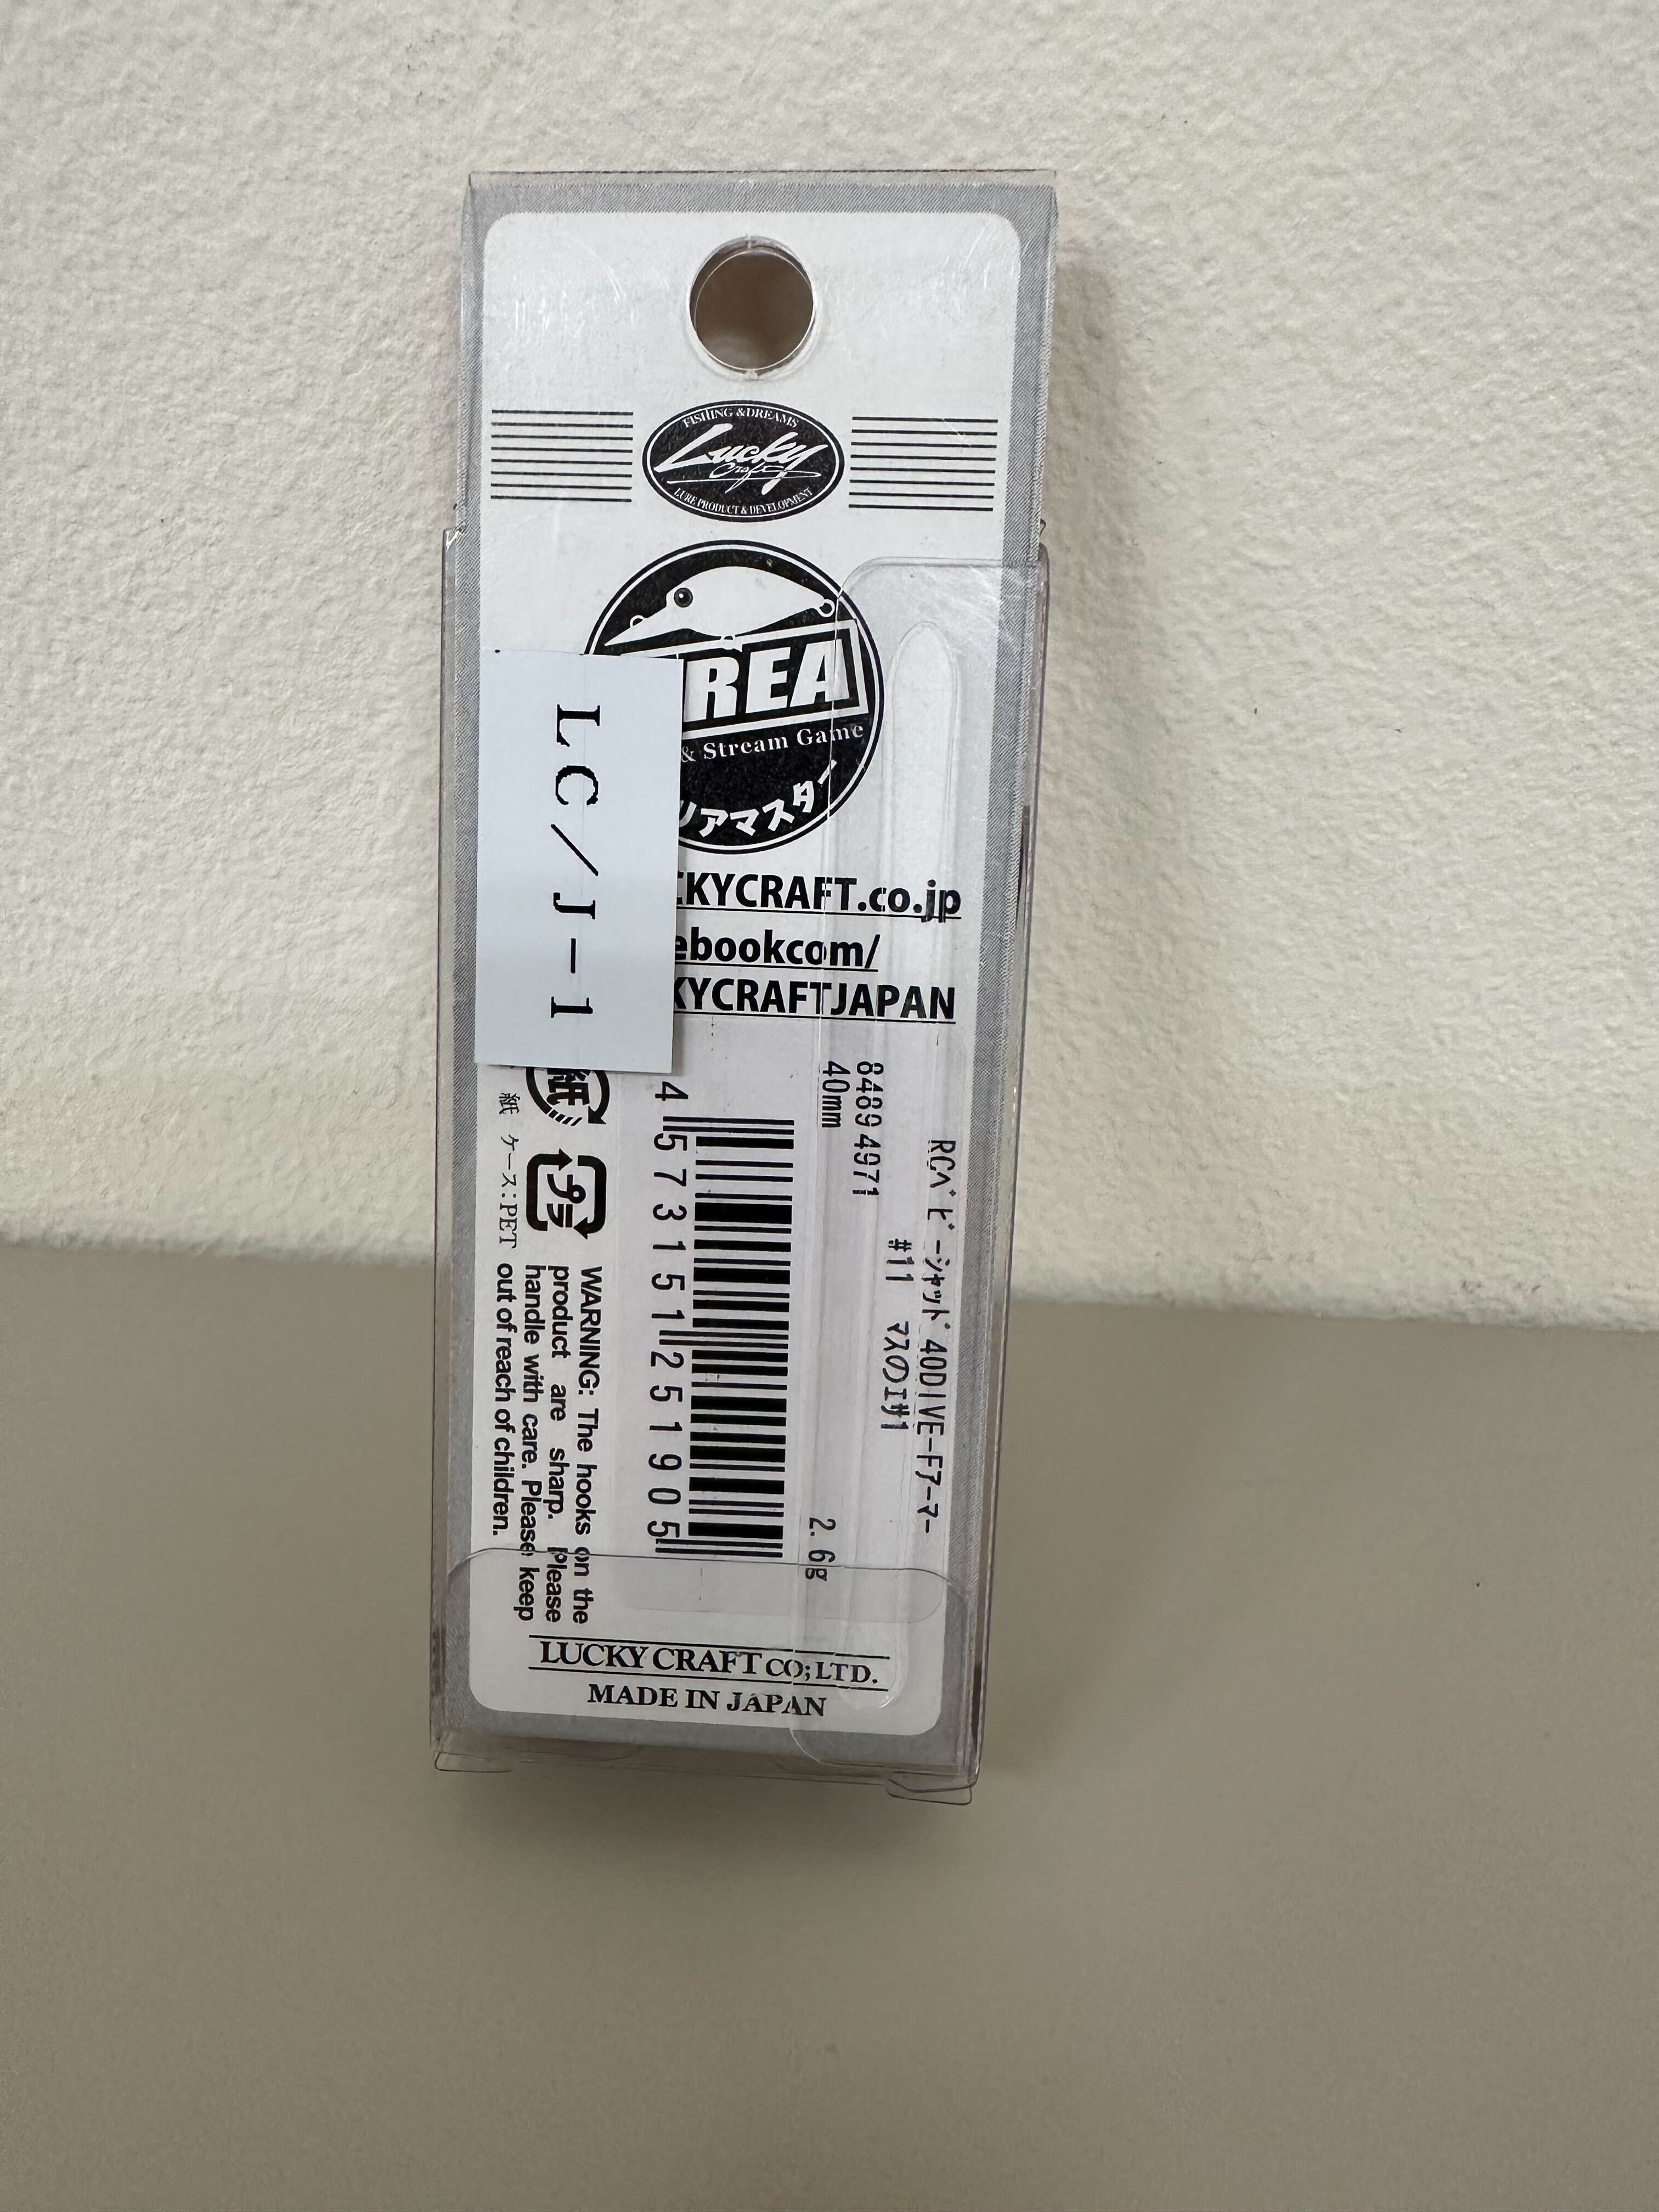 FISHING & DREAMS
Lucky
Craft
LURE PRODUCT & DEVELOPMENT
REA
& Stream Game
リアマスター
LC/J-1
CKYCRAFT.co.jp
ebookcom/
KYCRAFTJAPAN
RCベビーシャッド40DIVE-Fアーマー
#11 マスのエサ1
8489 4971
40mm 2.6g
4 573151 251905
紙
プラ
紙 ケース:PET
WARNING: The hooks on the
product are sharp. Please
handle with care. Please keep
out of reach of children.
LUCKY CRAFT CO;LTD.
MADE IN JAPAN